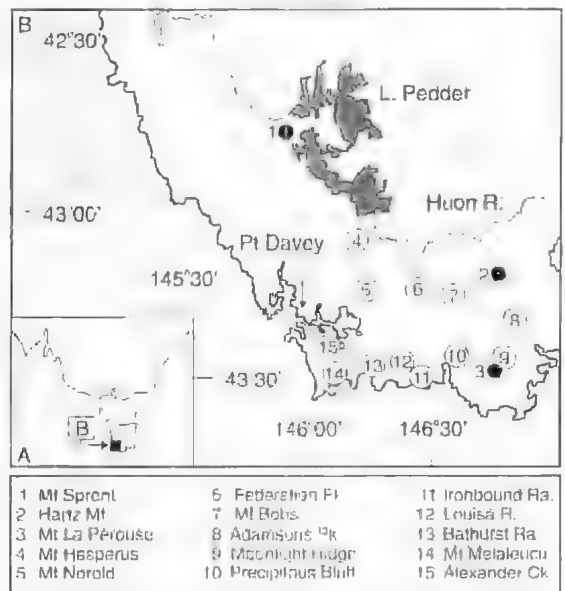 B
42°30'
L. Pedder
1
Huon R.
43°00'
4
Pt Davey
2
145°30'
5
6
7
8
15
13
12
10
9
14
11
3
43°30'
146°00'
146°30'
B
A
1 Mt Sprent
2 Hartz Mt
3 Mt La Perouse
4 Mt Hesperus
5 Mt Norold
6 Federation Pk
7 Mt Bobs
8 Adamsons Pk
9 Moonlight Ridge
10 Precipitous Bluff
11 Ironbound Ra.
12 Louisa R.
13 Bathurst Ra
14 Mt Melaleuca
15 Alexander Ck